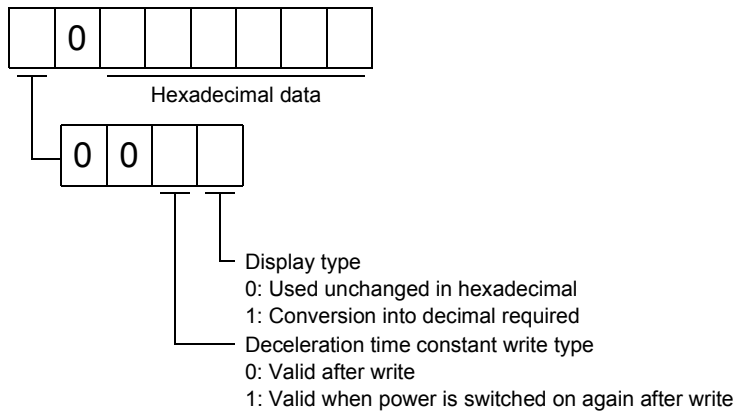 0
Hexadecimal data
0 0
Display type
0: Used unchanged in hexadecimal
1: Conversion into decimal required
Deceleration time constant write type
0: Valid after write
1: Valid when power is switched on again after write